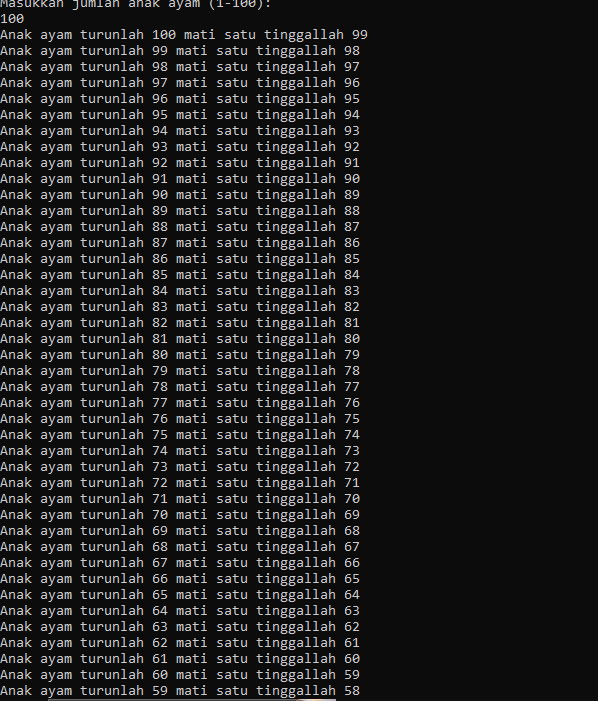 Masukkan jumlah anak ayam (1-100):
100
Anak ayam turunlah 100 mati satu tinggallah 99
Anak ayam turunlah 99 mati satu tinggallah 98
Anak ayam turunlah 98 mati satu tinggallah 97
Anak ayam turunlah 97 mati satu tinggallah 96
Anak ayam turunlah 96 mati satu tinggallah 95
Anak ayam turunlah 95 mati satu tinggallah 94
Anak ayam turunlah 94 mati satu tinggallah 93
Anak ayam turunlah 93 mati satu tinggallah 92
Anak ayam turunlah 92 mati satu tinggallah 91
Anak ayam turunlah 91 mati satu tinggallah 90
Anak ayam turunlah 90 mati satu tinggallah 89
Anak ayam turunlah 89 mati satu tinggallah 88
Anak ayam turunlah 88 mati satu tinggallah 87
Anak ayam turunlah 87 mati satu tinggallah 86
Anak ayam turunlah 86 mati satu tinggallah 85
Anak ayam turunlah 85 mati satu tinggallah 84
Anak ayam turunlah 84 mati satu tinggallah 83
Anak ayam turunlah 83 mati satu tinggallah 82
Anak ayam turunlah 82 mati satu tinggallah 81
Anak ayam turunlah 81 mati satu tinggallah 80
Anak ayam turunlah 80 mati satu tinggallah 79
Anak ayam turunlah 79 mati satu tinggallah 78
Anak ayam turunlah 78 mati satu tinggallah 77
Anak ayam turunlah 77 mati satu tinggallah 76
Anak ayam turunlah 76 mati satu tinggallah 75
Anak ayam turunlah 75 mati satu tinggallah 74
Anak ayam turunlah 74 mati satu tinggallah 73
Anak ayam turunlah 73 mati satu tinggallah 72
Anak ayam turunlah 72 mati satu tinggallah 71
Anak ayam turunlah 71 mati satu tinggallah 70
Anak ayam turunlah 70 mati satu tinggallah 69
Anak ayam turunlah 69 mati satu tinggallah 68
Anak ayam turunlah 68 mati satu tinggallah 67
Anak ayam turunlah 67 mati satu tinggallah 66
Anak ayam turunlah 66 mati satu tinggallah 65
Anak ayam turunlah 65 mati satu tinggallah 64
Anak ayam turunlah 64 mati satu tinggallah 63
Anak ayam turunlah 63 mati satu tinggallah 62
Anak ayam turunlah 62 mati satu tinggallah 61
Anak ayam turunlah 61 mati satu tinggallah 60
Anak ayam turunlah 60 mati satu tinggallah 59
Anak ayam turunlah 59 mati satu tinggallah 58